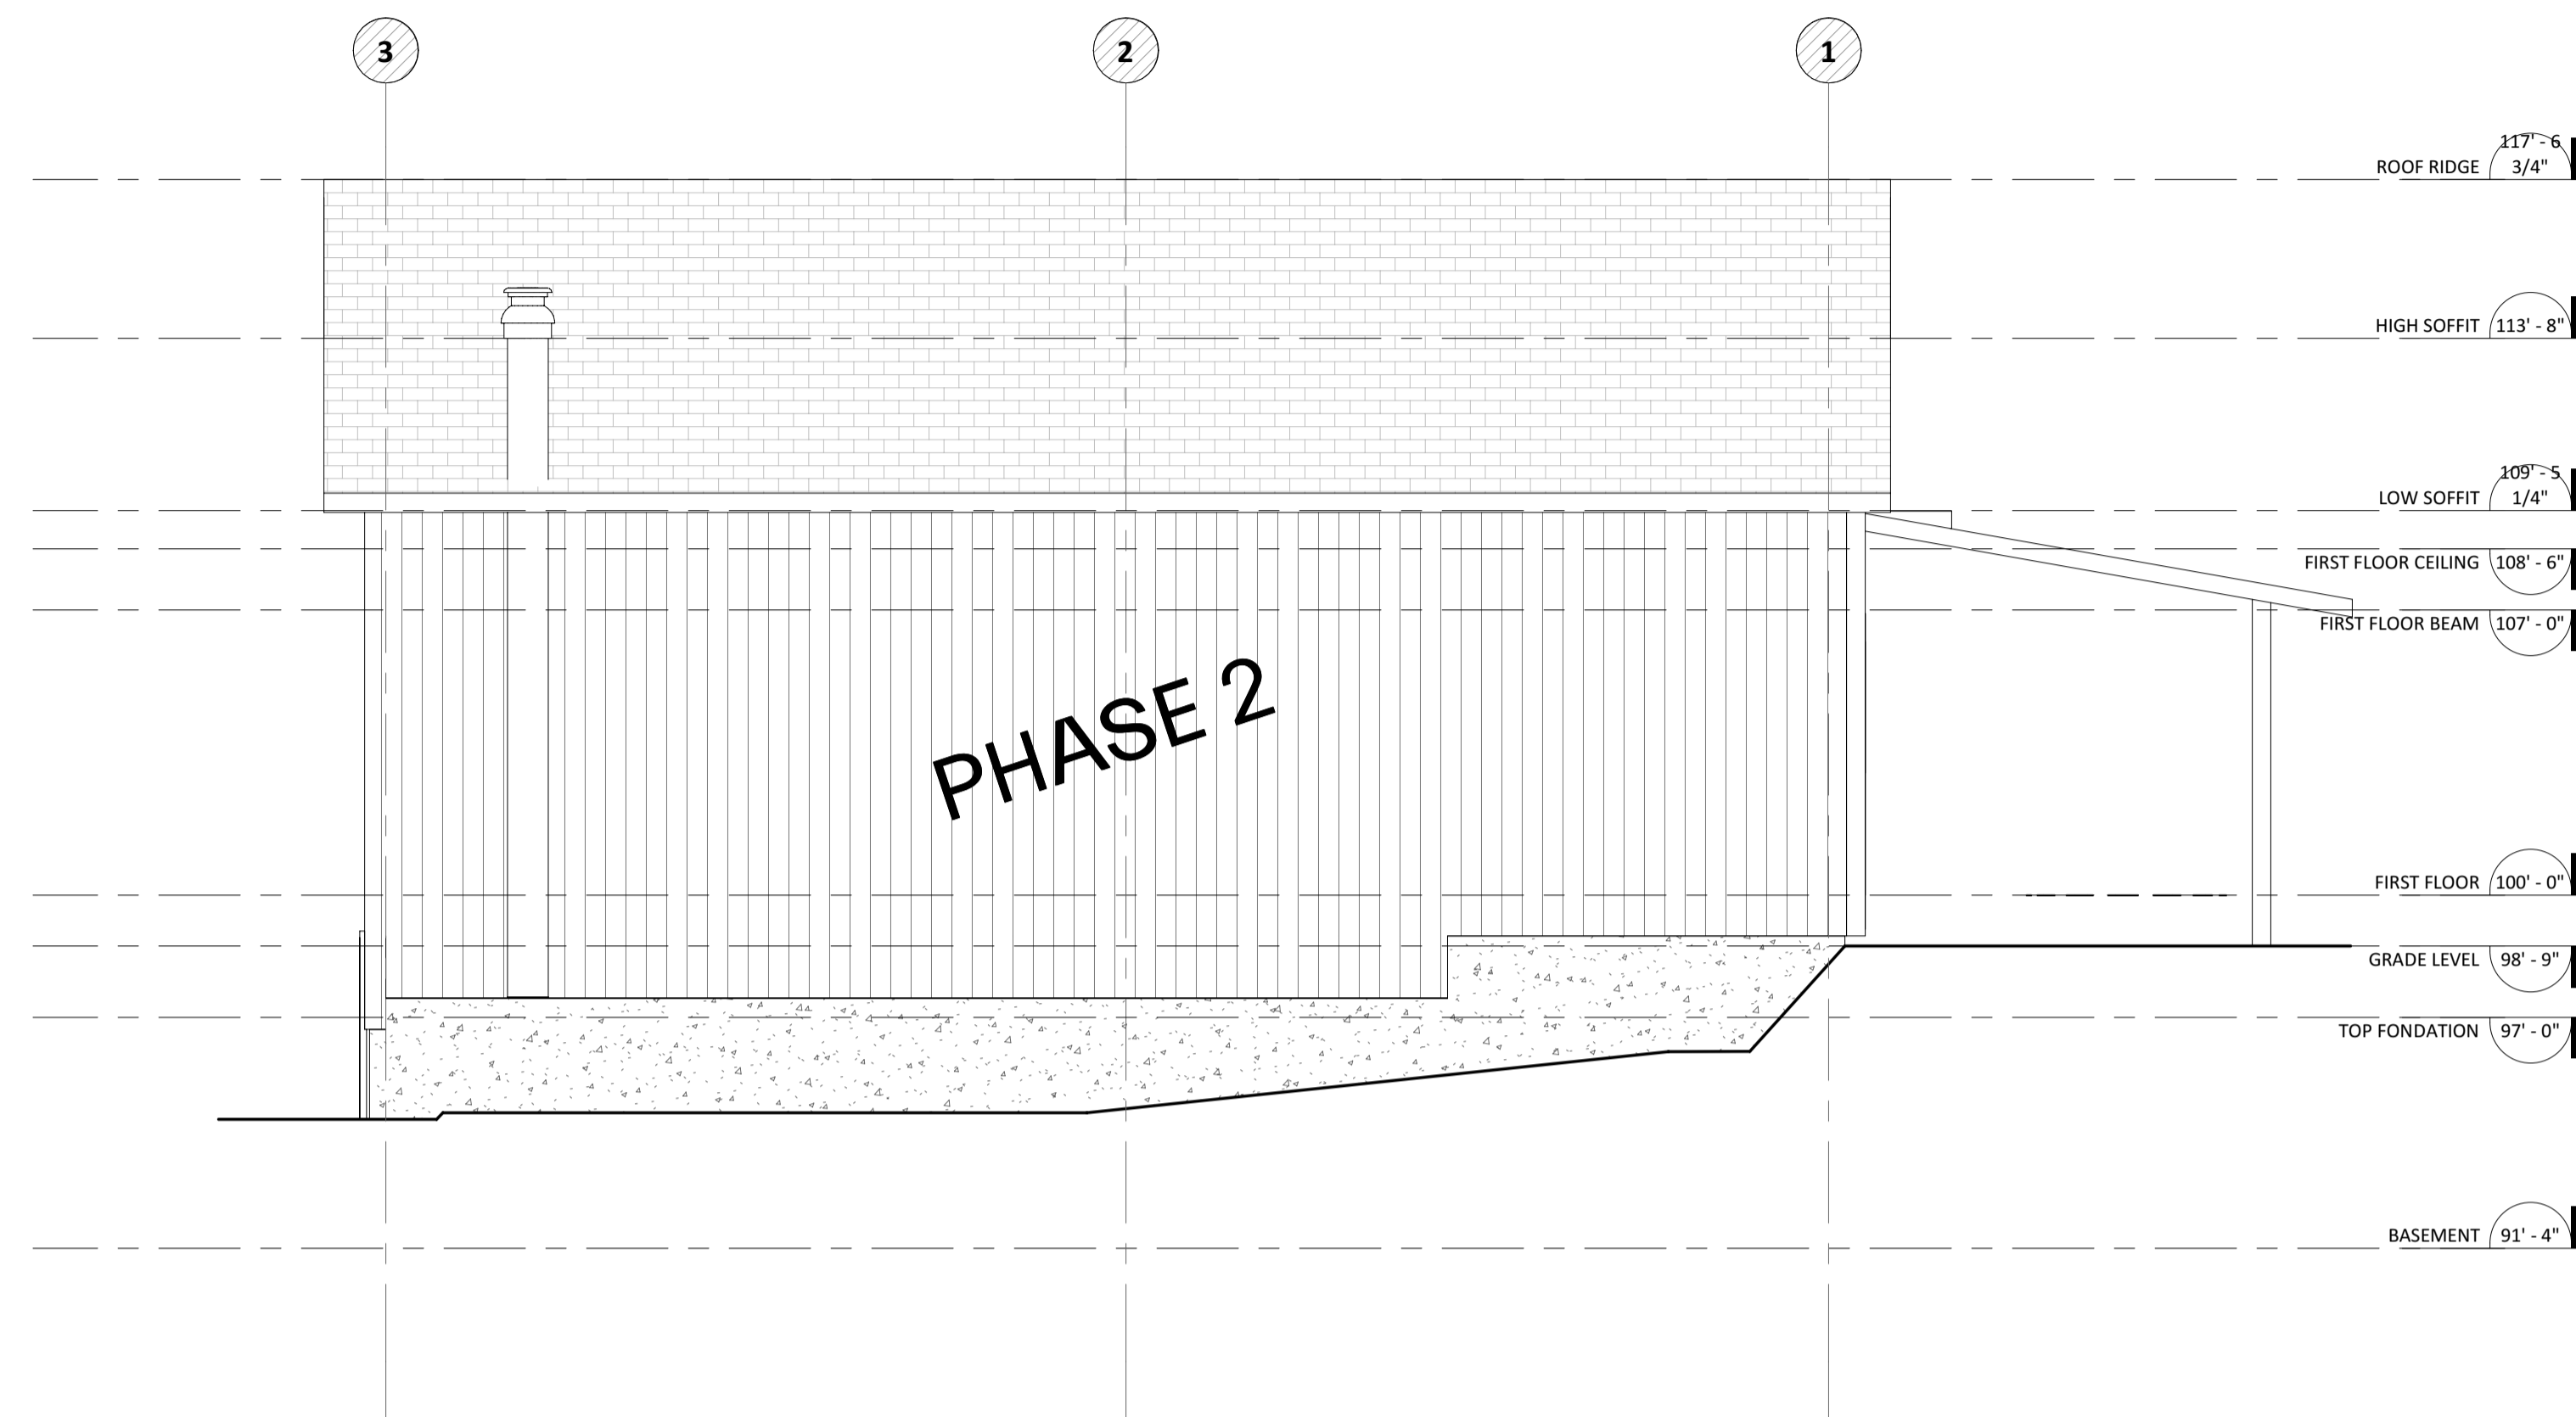 3
2
1
117' - 6
ROOF RIDGE 3/4"
HIGH SOFFIT 113' - 8"
109' - 5
LOW SOFFIT 1/4"
FIRST FLOOR CEILING 108' - 6"
FIRST FLOOR BEAM 107' - 0"
PHASE 2
FIRST FLOOR 100' - 0"
GRADE LEVEL 98' - 9"
TOP FONDATION 97' - 0"
BASEMENT 91' - 4"